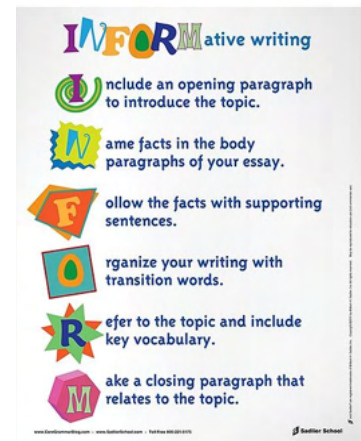 INFORMative writing
Include an opening paragraph
to introduce the topic.
Name facts in the body
paragraphs of your essay.
Follow the facts with supporting
sentences.
Organize your writing with
transition words.
Refer to the topic and include
key vocabulary.
Make a closing paragraph that
relates to the topic.
Sadlier School